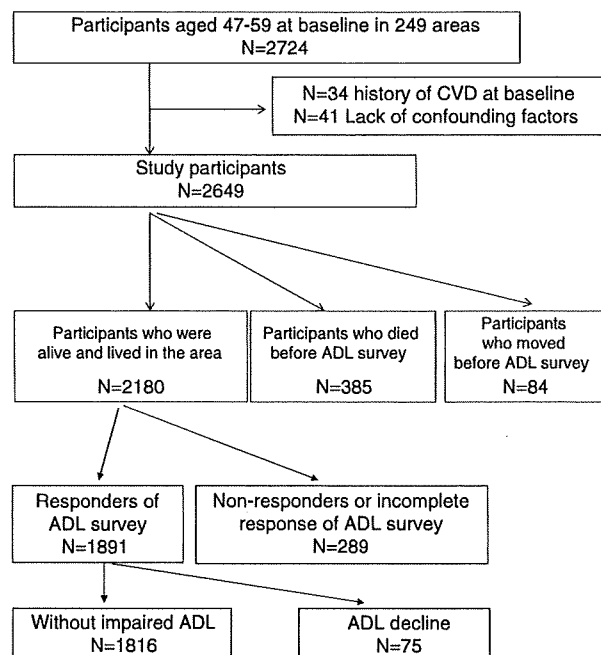 Participants aged 47-59 at baseline in 249 areas
N=2724
N=34 history of CVD at baseline
N=41 Lack of confounding factors
Study participants
N=2649
Participants who were
alive and lived in the area
N=2180
Participants who died
before ADL survey
N=385
Participants
who moved
before ADL survey
N=84
Responders of
ADL survey
N=1891
Non-responders or incomplete
response of ADL survey
N=289
Without impaired ADL
N=1816
ADL decline
N=75